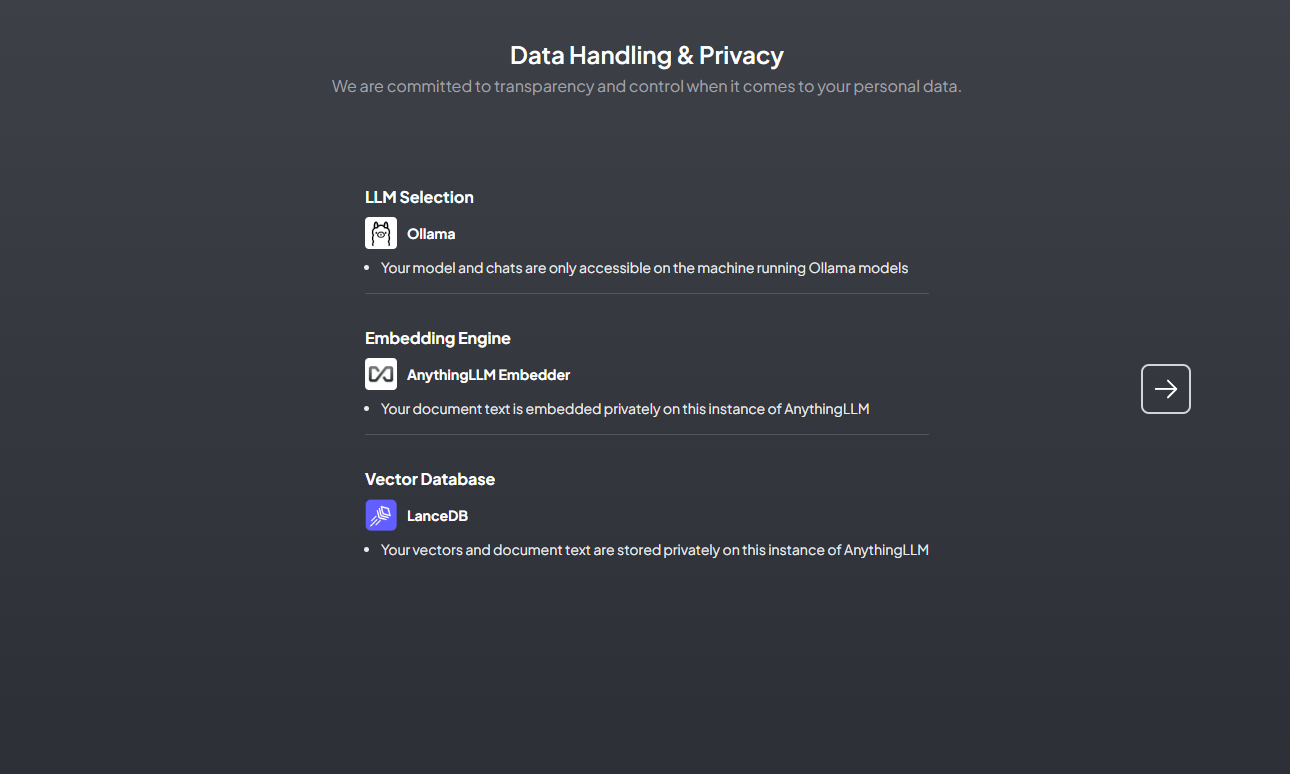 Data Handling & Privacy
We are committed to transparency and control when it comes to your personal data.
LLM Selection
Ollama
• Your model and chats are only accessible on the machine running Ollama models
Embedding Engine
AnythingLLM Embedder
• Your document text is embedded privately on this instance of AnythingLLM
Vector Database
LanceDB
• Your vectors and document text are stored privately on this instance of AnythingLLM